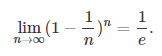 lim_{n→∞} (1 − 1/n)^n = 1/e.